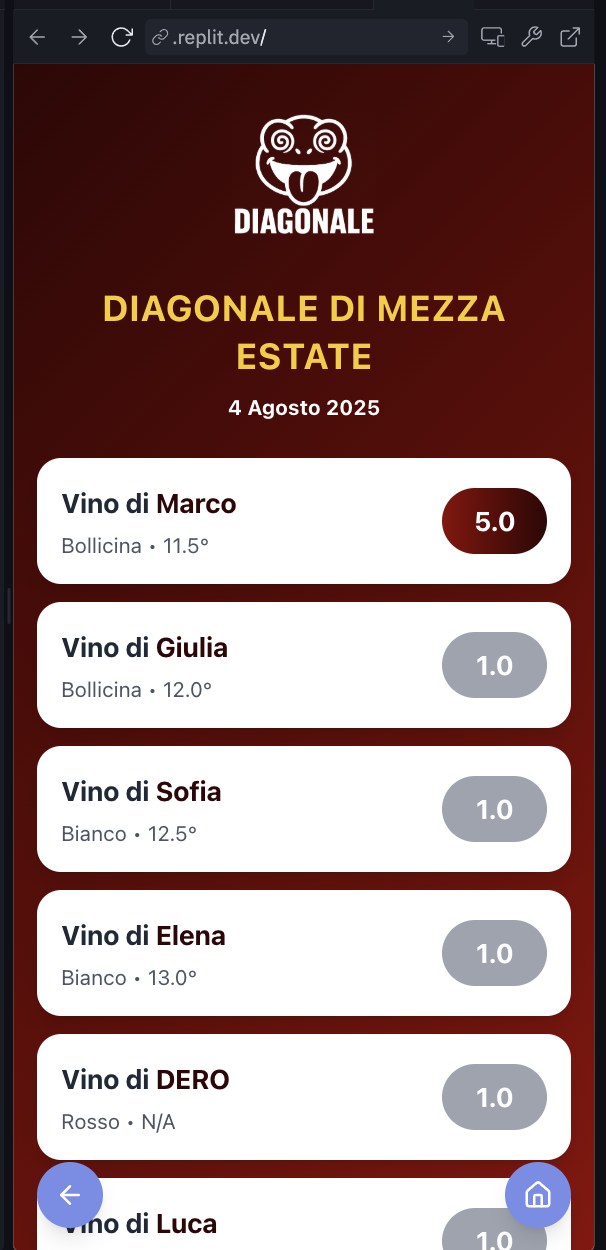 .replit.dev/
DIAGONALE
DIAGONALE DI MEZZA
ESTATE
4 Agosto 2025
Vino di Marco
5.0
Bollicina • 11.5°
Vino di Giulia
1.0
Bollicina • 12.0°
Vino di Sofia
1.0
Bianco • 12.5°
Vino di Elena
1.0
Bianco • 13.0°
Vino di DERO
1.0
Rosso • N/A
Vino di Luca
1.0